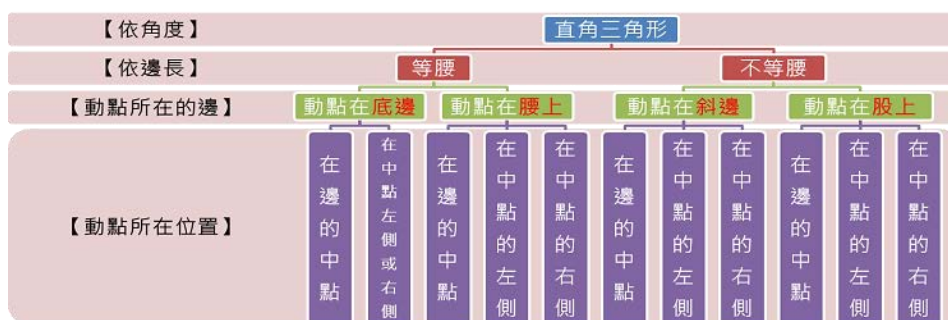 【依角度】 直角三角形
【依邊長】 等腰 不等腰
【動點所在的邊】 動點在底邊 動點在腰上 動點在斜邊 動點在股上
【動點所在位置】
在邊的中點
在中點左側或右側
在邊的中點
在中點的左側
在中點的右側
在邊的中點
在中點的左側
在中點的右側
在邊的中點
在中點的左側
在中點的右側